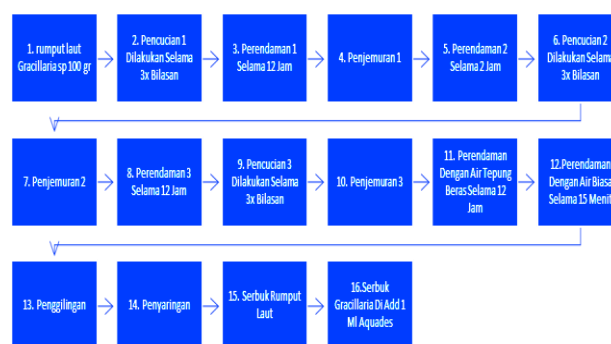 1. rumput laut
Gracillaria sp 100 gr
2. Pencucian 1
Dilakukan Selama
3x Bilasan
3. Perendaman 1
Selama 12 Jam
4. Penjemuran 1
5. Perendaman 2
Selama 2 Jam
6. Pencucian 2
Dilakukan Selama
3x Bilasan
7. Penjemuran 2
8. Perendaman 3
Selama 12 Jam
9. Pencucian 3
Dilakukan Selama
3x Bilasan
10. Penjemuran 3
11. Perendaman
Dengan Air Tepung
Beras Selama 12
Jam
12.Perendaman
Dengan Air Biasa
Selama 15 Menit
13. Penggilingan
14. Penyaringan
15. Serbuk Rumput
Laut
16.Serbuk
Gracillaria Di Add 1
Ml Aquades